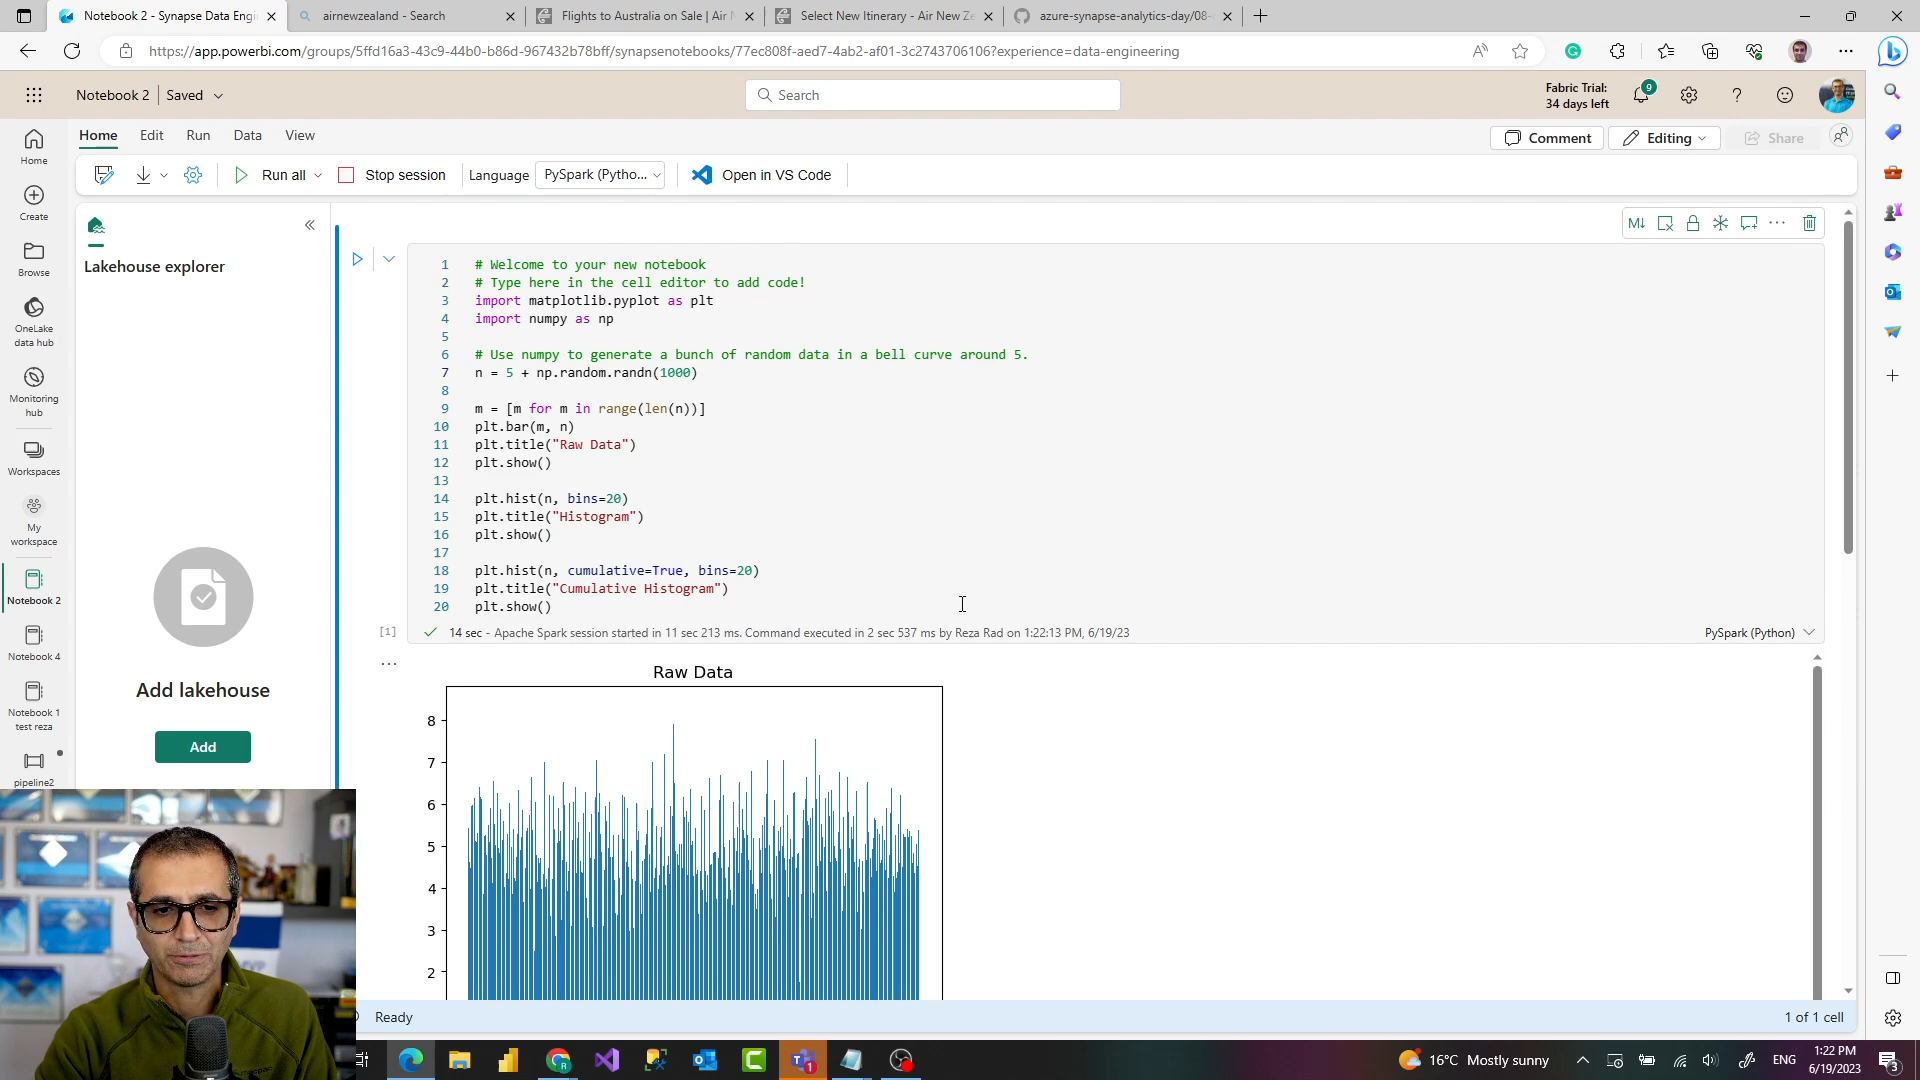 Notebook 2 - Synapse Data Engi
airnewzealand - Search
Flights to Australia on Sale | Air N
Select New Itinerary - Air New Ze
azure-synapse-analytics-day/08-
https://app.powerbi.com/groups/5ffd16a3-43c9-44b0-b86d-967432b78bff/synapsenotebooks/77ec808f-aed7-4ab2-af01-3c2743706106?experience=data-engineering
Notebook 2 | Saved
Search
Fabric Trial:
34 days left
9
Home
Edit
Run
Data
View
Comment
Editing
Share
Run all
Stop session
Language
PySpark (Pytho...
Open in VS Code
Home
Create
Browse
OneLake
data hub
Monitoring
hub
Workspaces
My
workspace
Notebook 2
Notebook 4
Notebook 1
test reza
pipeline2
Lakehouse explorer
Add lakehouse
Add
M↓
1 # Welcome to your new notebook
2 # Type here in the cell editor to add code!
3 import matplotlib.pyplot as plt
4 import numpy as np
5
6 # Use numpy to generate a bunch of random data in a bell curve around 5.
7 n = 5 + np.random.randn(1000)
8
9 m = [m for m in range(len(n))]
10 plt.bar(m, n)
11 plt.title("Raw Data")
12 plt.show()
13
14 plt.hist(n, bins=20)
15 plt.title("Histogram")
16 plt.show()
17
18 plt.hist(n, cumulative=True, bins=20)
19 plt.title("Cumulative Histogram")
20 plt.show()
[1]
14 sec - Apache Spark session started in 11 sec 213 ms. Command executed in 2 sec 537 ms by Reza Rad on 1:22:13 PM, 6/19/23
PySpark (Python)
Raw Data
8
7
6
5
4
3
2
Ready
1 of 1 cell
16°C Mostly sunny
ENG
1:22 PM
6/19/2023
3